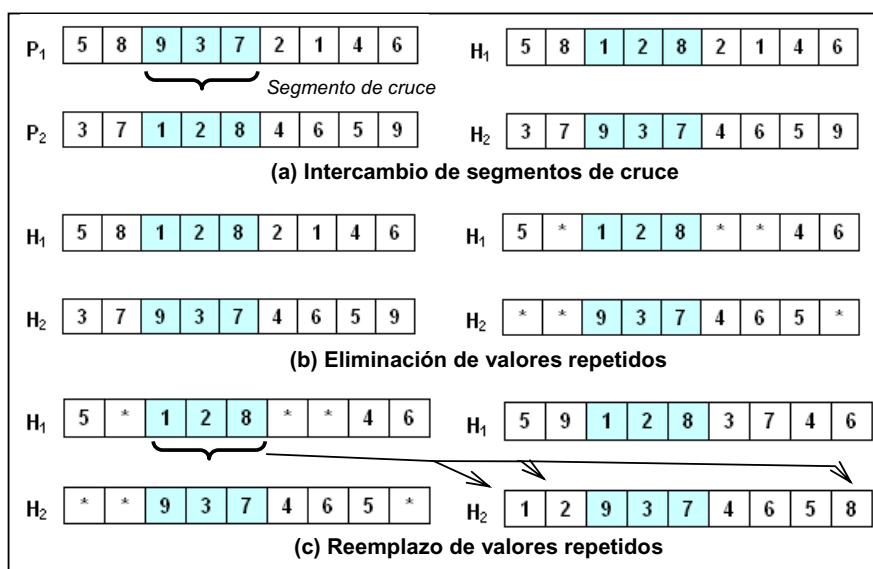 P1 5 8 9 3 7 2 1 4 6
H1 5 8 1 2 8 2 1 4 6
Segmento de cruce
P2 3 7 1 2 8 4 6 5 9
H2 3 7 9 3 7 4 6 5 9
(a) Intercambio de segmentos de cruce
H1 5 8 1 2 8 2 1 4 6
H1 5 * 1 2 8 * * 4 6
H2 3 7 9 3 7 4 6 5 9
H2 * * 9 3 7 4 6 5 *
(b) Eliminación de valores repetidos
H1 5 * 1 2 8 * * 4 6
H1 5 9 1 2 8 3 7 4 6
H2 * * 9 3 7 4 6 5 *
H2 1 2 9 3 7 4 6 5 8
(c) Reemplazo de valores repetidos